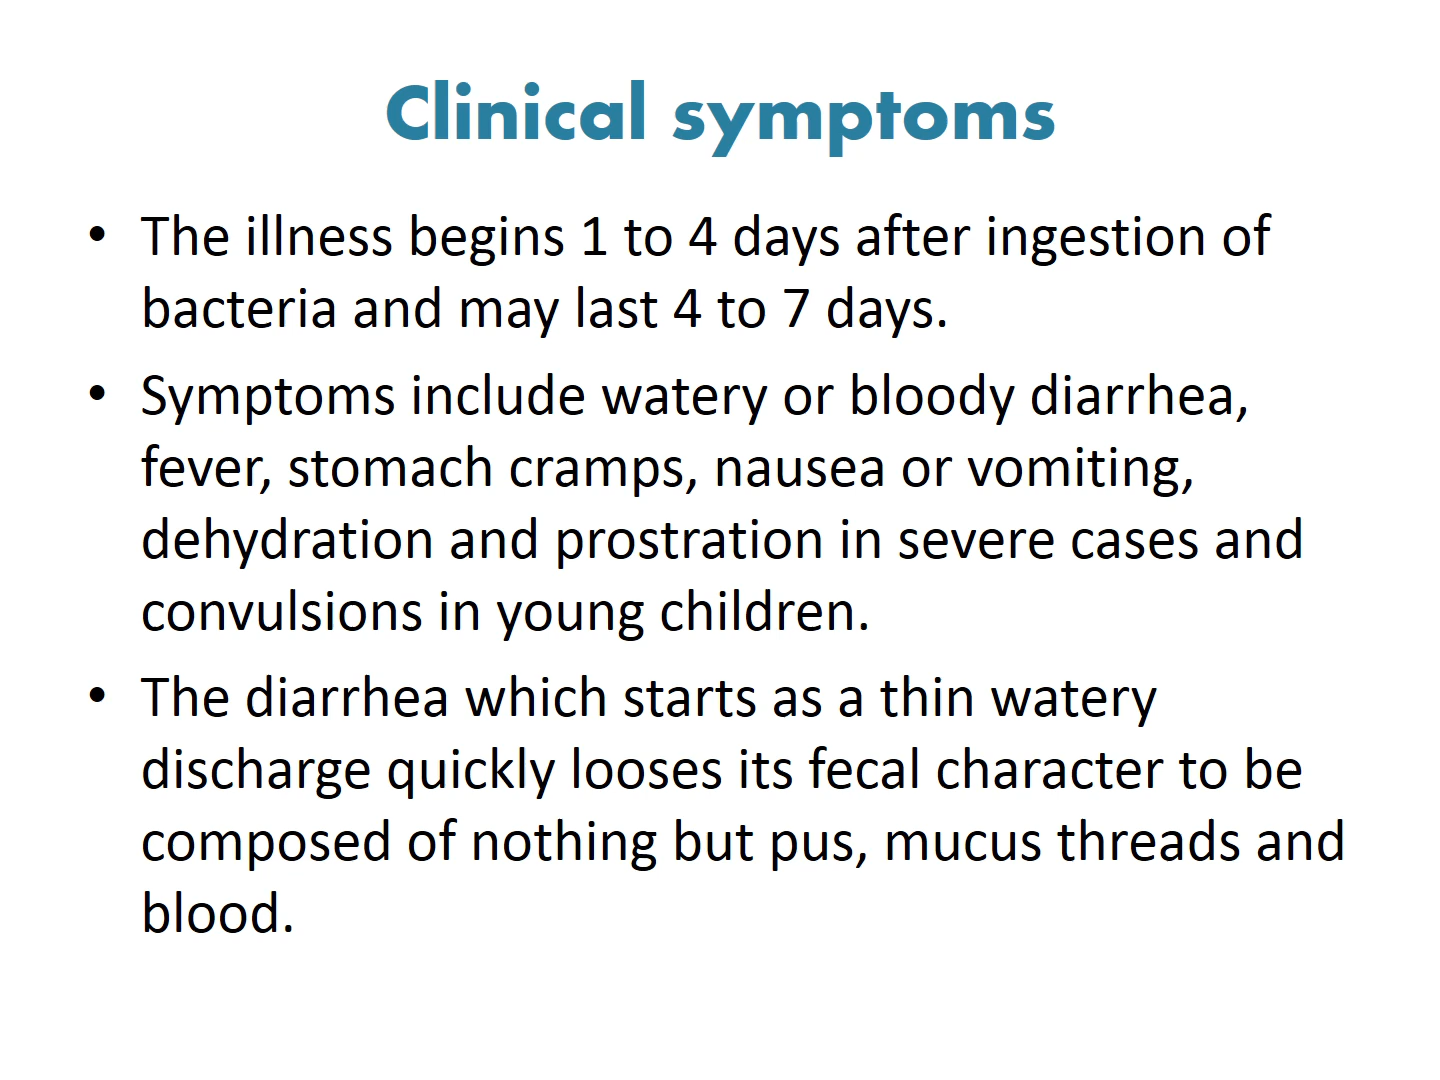 Clinical symptoms
• The illness begins 1 to 4 days after ingestion of
bacteria and may last 4 to 7 days.
• Symptoms include watery or bloody diarrhea,
fever, stomach cramps, nausea or vomiting,
dehydration and prostration in severe cases and
convulsions in young children.
• The diarrhea which starts as a thin watery
discharge quickly looses its fecal character to be
composed of nothing but pus, mucus threads and
blood.